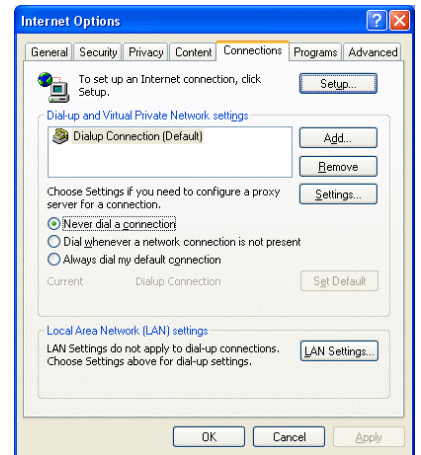 Internet Options
General Security Privacy Content Connections Programs Advanced
To set up an Internet connection, click
Setup.
Setup...
Dial-up and Virtual Private Network settings
Dialup Connection (Default)
Add...
Remove
Choose Settings if you need to configure a proxy
server for a connection.
Settings...
Never dial a connection
Dial whenever a network connection is not present
Always dial my default connection
Current Dialup Connection Set Default
Local Area Network (LAN) settings
LAN Settings do not apply to dial-up connections.
Choose Settings above for dial-up settings.
LAN Settings...
OK Cancel Apply